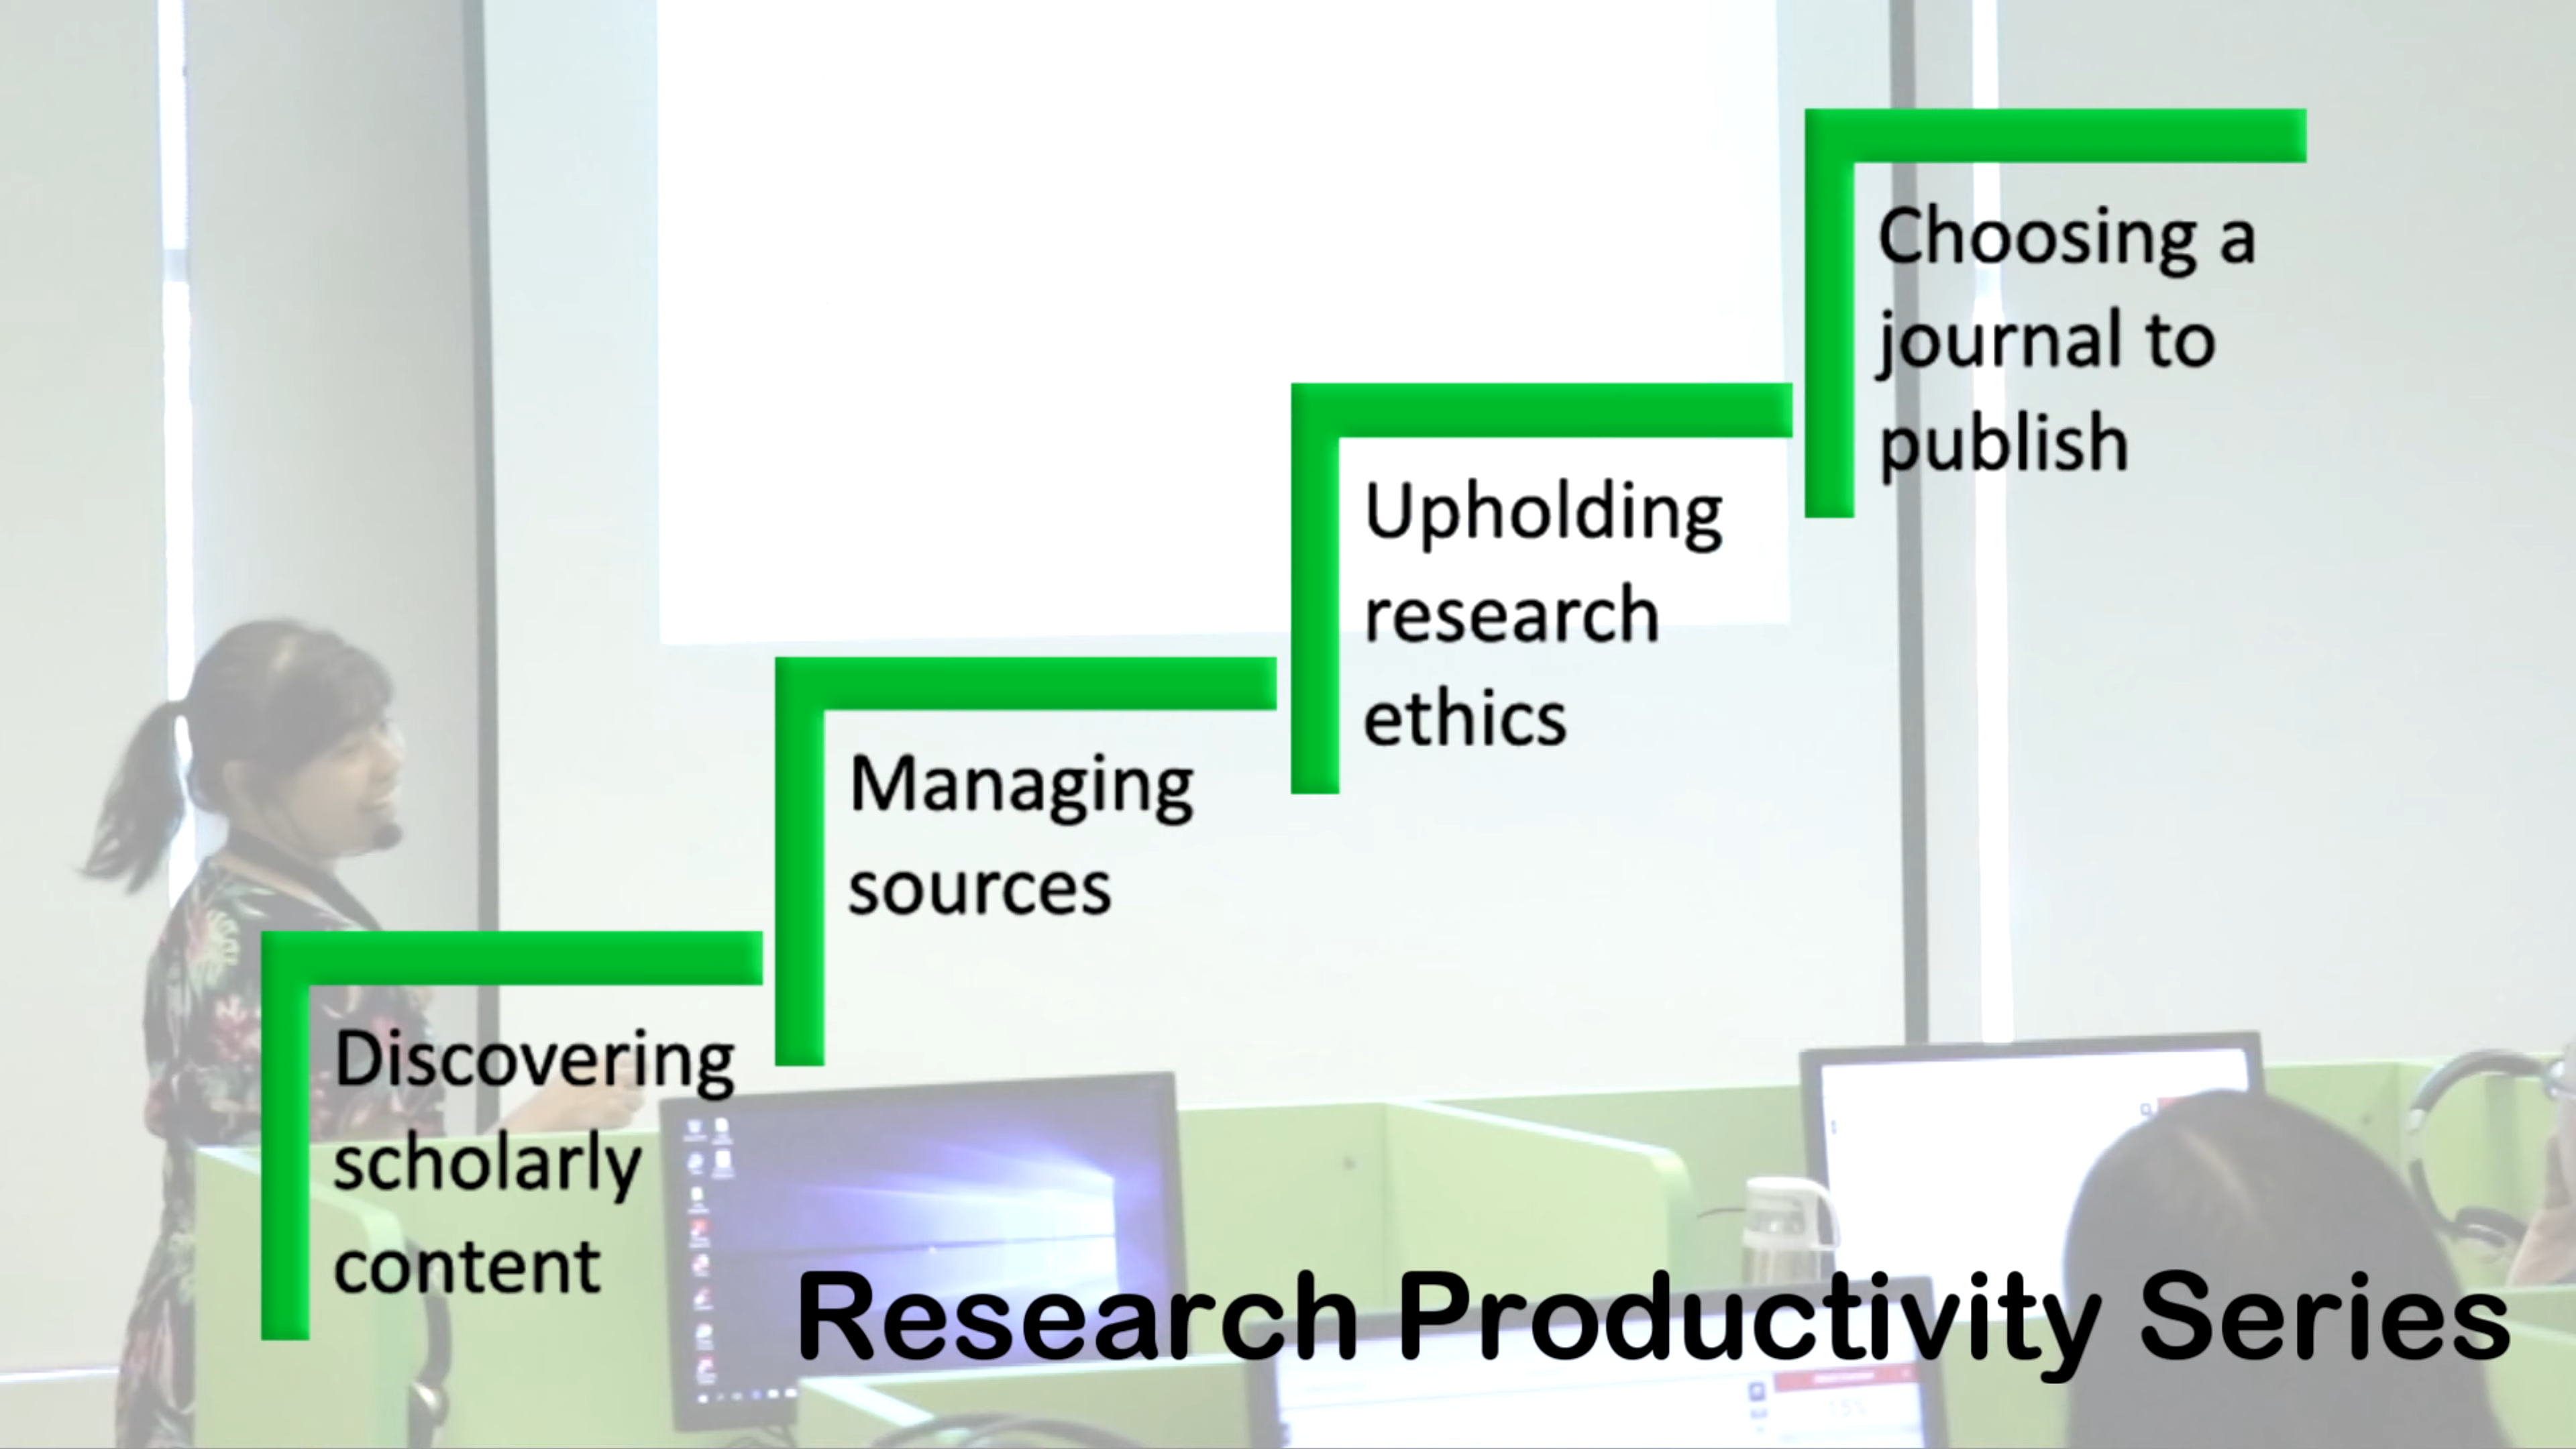 Choosing a
journal to
publish
Upholding
research
ethics
Managing
sources
Discovering
scholarly
content
Research Productivity Series